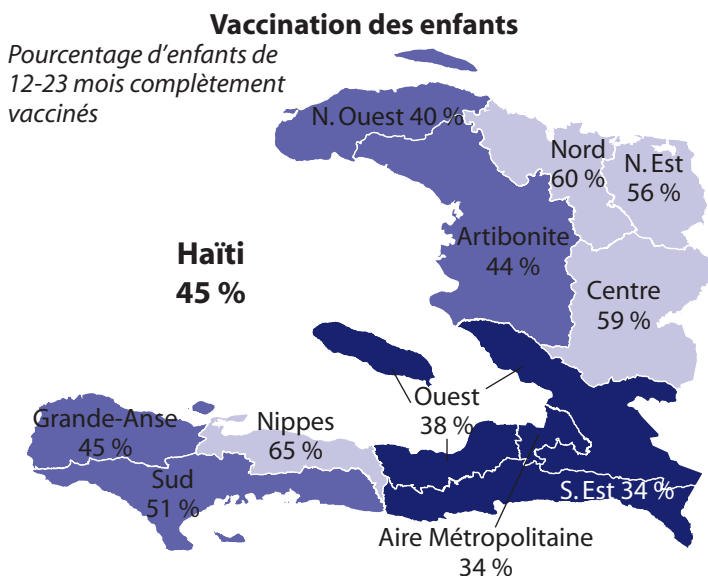 Vaccination des enfants
Pourcentage d'enfants de
12-23 mois complètement
vaccinés
N. Ouest 40 %
Nord
60 %
N. Est
56 %
Artibonite
44 %
Haïti
45 %
Centre
59 %
Ouest
38 %
Grande-Anse
45 %
Nippes
65 %
Sud
51 %
S. Est 34 %
Aire Métropolitaine
34 %